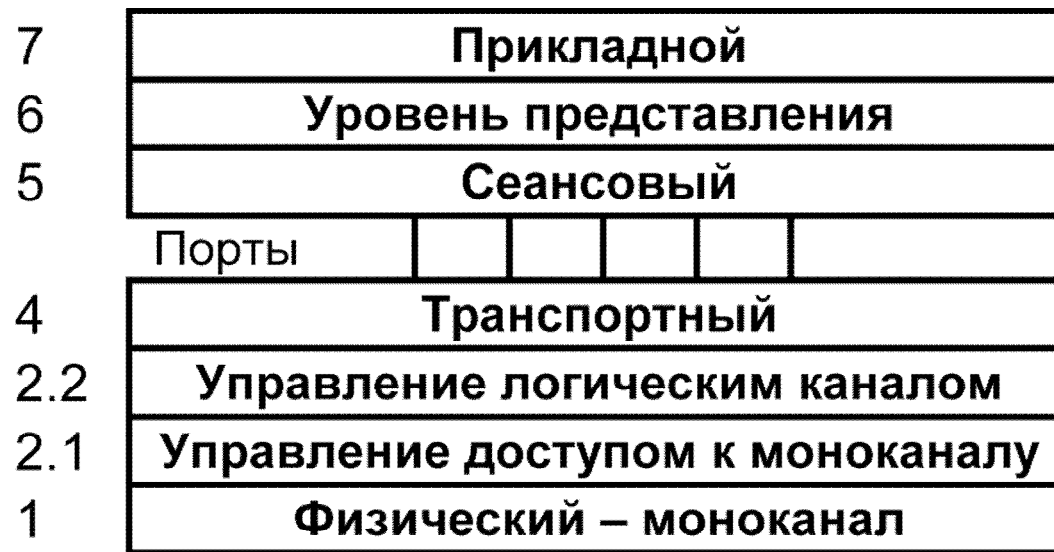 7 Прикладной
6 Уровень представления
5 Сеансовый
Порты
4 Транспортный
2.2 Управление логическим каналом
2.1 Управление доступом к моноканалу
1 Физический – моноканал